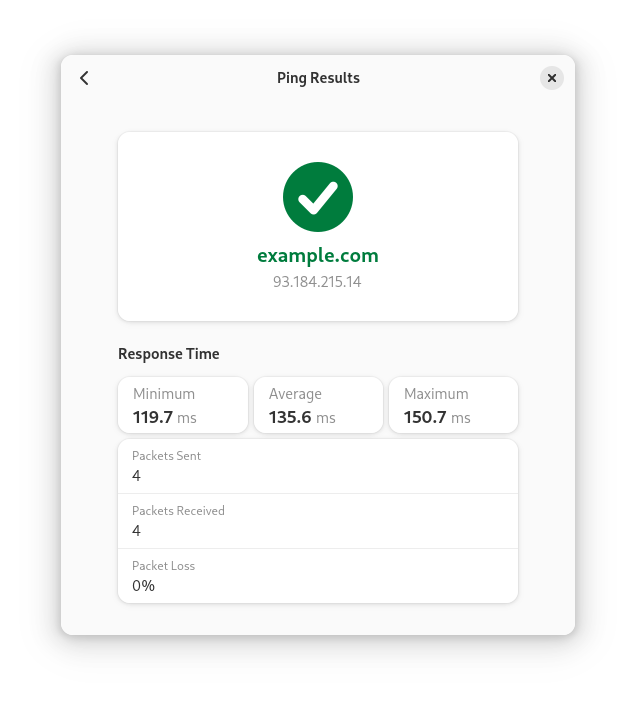 Ping Results
example.com
93.184.215.14
Response Time
Minimum
119.7 ms
Average
135.6 ms
Maximum
150.7 ms
Packets Sent
4
Packets Received
4
Packet Loss
0%